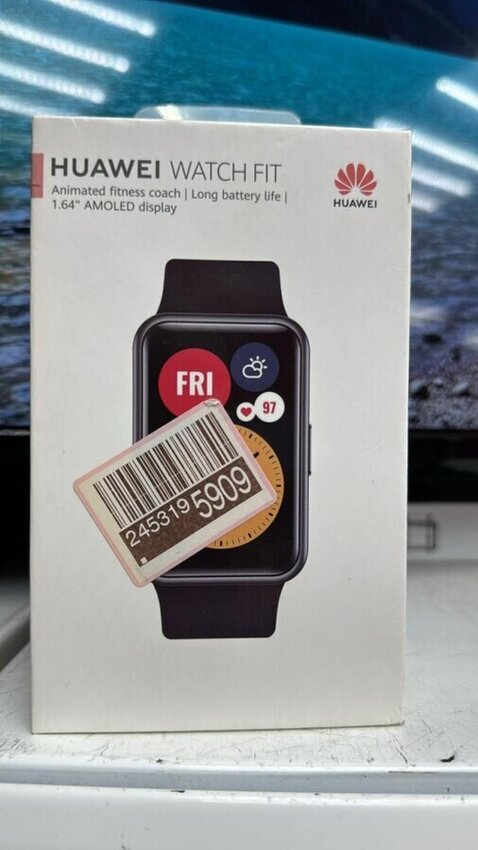 HUAWEI WATCH FIT
Animated fitness coach | Long battery life |
1.64" AMOLED display
HUAWEI
FRI
97
245319 5909